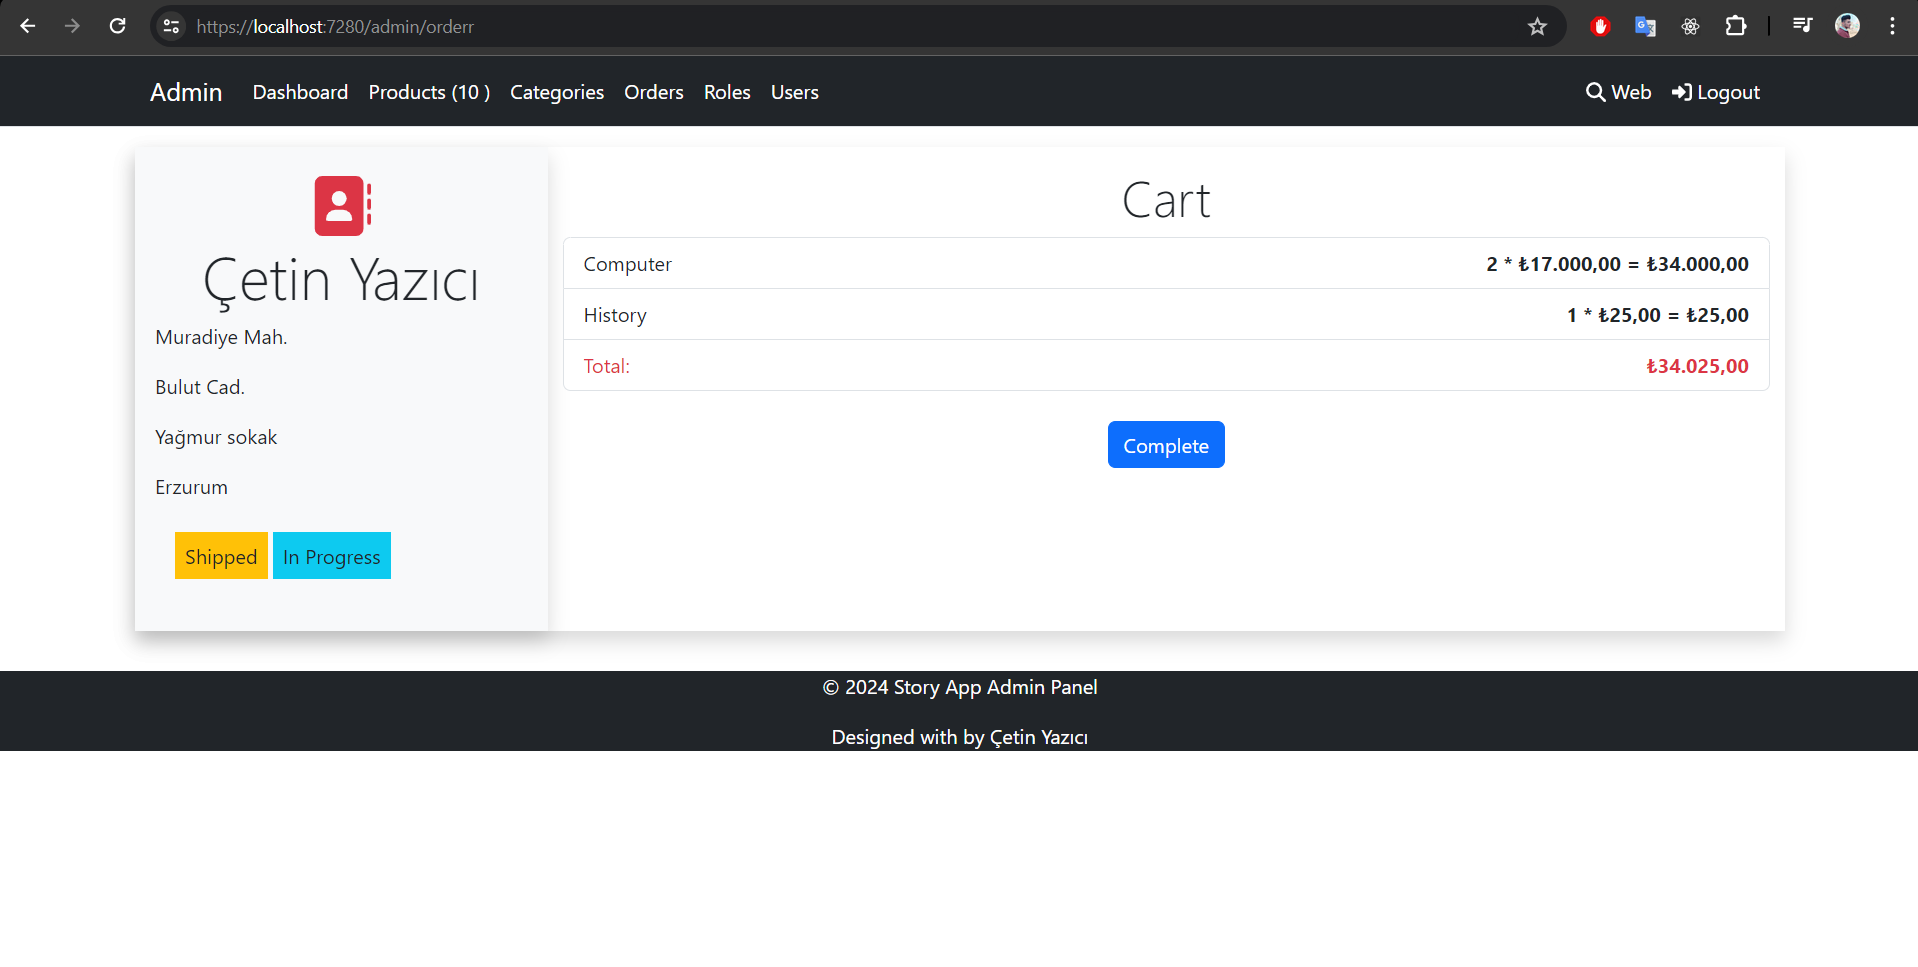 https://localhost:7280/admin/orderr
Admin Dashboard Products (10 ) Categories Orders Roles Users Web Logout
Çetin Yazıcı
Muradiye Mah.
Bulut Cad.
Yağmur sokak
Erzurum
Shipped In Progress
Cart
Computer 2 * ₺17.000,00 = ₺34.000,00
History 1 * ₺25,00 = ₺25,00
Total: ₺34.025,00
Complete
© 2024 Story App Admin Panel
Designed with by Çetin Yazıcı